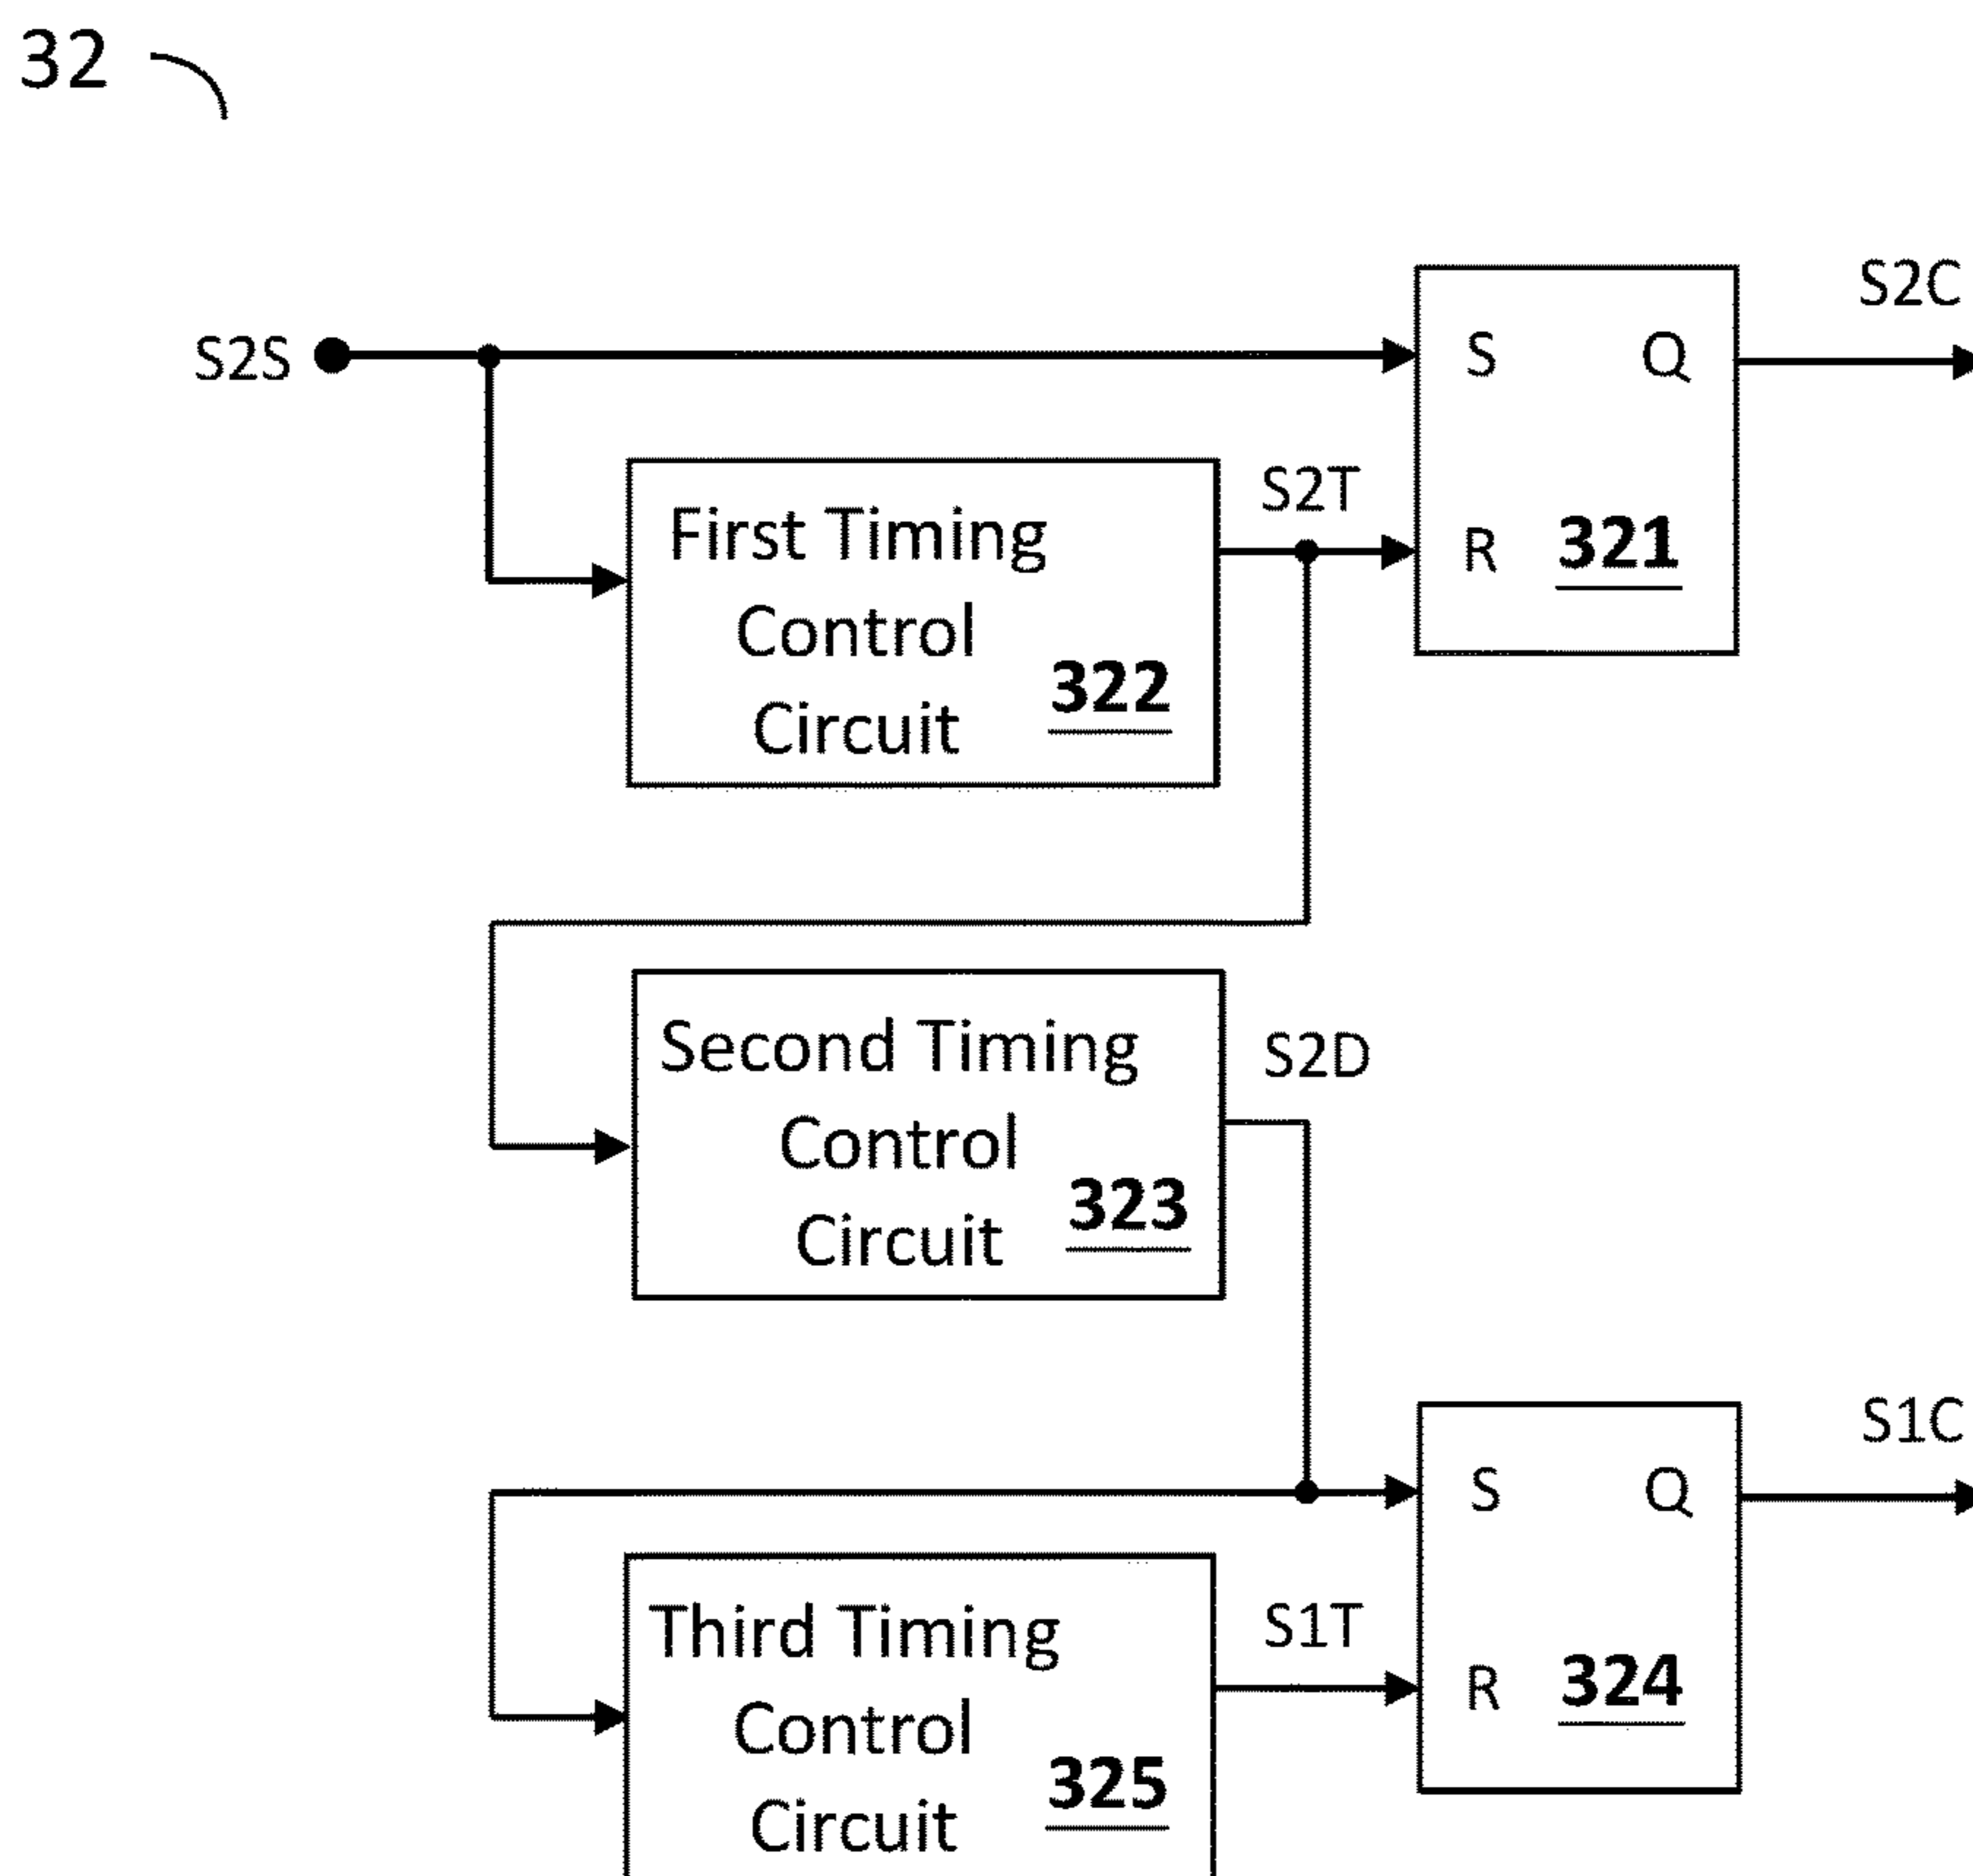 32
S2C
S2S
S Q
S2T
First Timing
Control
Circuit
322
R 321
Second Timing
Control
Circuit
323
S2D
S1C
S Q
Third Timing
Control
Circuit
325
S1T
R 324